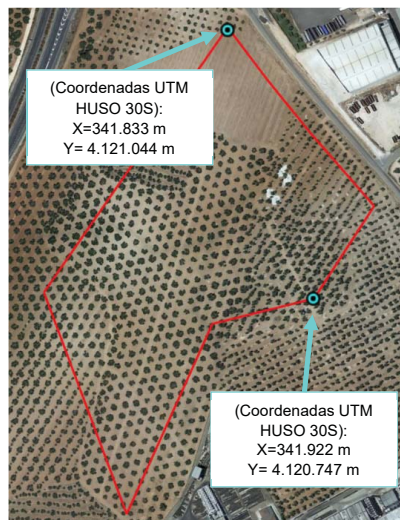 (Coordenadas UTM
HUSO 30S):
X=341.833 m
Y= 4.121.044 m
(Coordenadas UTM
HUSO 30S):
X=341.922 m
Y= 4.120.747 m